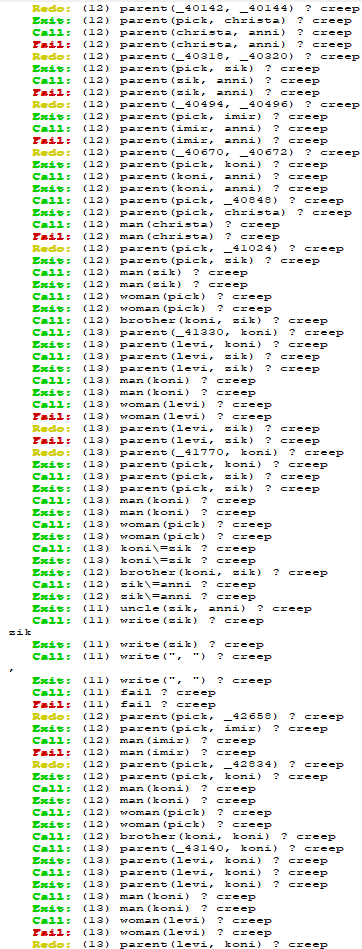 Redo: (12) parent(_40142, _40144) ? creep
Exit: (12) parent(pick, christa) ? creep
Call: (12) parent(christa, anni) ? creep
Fail: (12) parent(christa, anni) ? creep
Redo: (12) parent(_40318, _40320) ? creep
Exit: (12) parent(pick, zik) ? creep
Call: (12) parent(zik, anni) ? creep
Fail: (12) parent(zik, anni) ? creep
Redo: (12) parent(_40494, _40496) ? creep
Exit: (12) parent(pick, imir) ? creep
Call: (12) parent(imir, anni) ? creep
Fail: (12) parent(imir, anni) ? creep
Redo: (12) parent(_40670, _40672) ? creep
Exit: (12) parent(pick, koni) ? creep
Call: (12) parent(koni, anni) ? creep
Exit: (12) parent(koni, anni) ? creep
Call: (12) parent(pick, _40848) ? creep
Exit: (12) parent(pick, christa) ? creep
Call: (12) man(christa) ? creep
Fail: (12) man(christa) ? creep
Redo: (12) parent(pick, _41024) ? creep
Exit: (12) parent(pick, zik) ? creep
Call: (12) man(zik) ? creep
Exit: (12) man(zik) ? creep
Call: (12) woman(pick) ? creep
Exit: (12) woman(pick) ? creep
Call: (12) brother(koni, zik) ? creep
Call: (13) parent(_41330, koni) ? creep
Exit: (13) parent(levi, koni) ? creep
Call: (13) parent(levi, zik) ? creep
Exit: (13) parent(levi, zik) ? creep
Call: (13) man(koni) ? creep
Exit: (13) man(koni) ? creep
Call: (13) woman(levi) ? creep
Fail: (13) woman(levi) ? creep
Redo: (13) parent(levi, zik) ? creep
Fail: (13) parent(levi, zik) ? creep
Redo: (13) parent(_41770, koni) ? creep
Exit: (13) parent(pick, koni) ? creep
Call: (13) parent(pick, zik) ? creep
Exit: (13) parent(pick, zik) ? creep
Call: (13) man(koni) ? creep
Exit: (13) man(koni) ? creep
Call: (13) woman(pick) ? creep
Exit: (13) woman(pick) ? creep
Call: (13) koni\=zik ? creep
Exit: (13) koni\=zik ? creep
Exit: (12) brother(koni, zik) ? creep
Call: (12) zik\=anni ? creep
Exit: (12) zik\=anni ? creep
Exit: (11) uncle(zik, anni) ? creep
Call: (11) write(zik) ? creep
zik
Exit: (11) write(zik) ? creep
Call: (11) write(", ") ? creep
,
Exit: (11) write(", ") ? creep
Call: (11) fail ? creep
Fail: (11) fail ? creep
Redo: (12) parent(pick, _42658) ? creep
Exit: (12) parent(pick, imir) ? creep
Call: (12) man(imir) ? creep
Fail: (12) man(imir) ? creep
Redo: (12) parent(pick, _42834) ? creep
Exit: (12) parent(pick, koni) ? creep
Call: (12) man(koni) ? creep
Exit: (12) man(koni) ? creep
Call: (12) woman(pick) ? creep
Exit: (12) woman(pick) ? creep
Call: (12) brother(koni, koni) ? creep
Call: (13) parent(_43140, koni) ? creep
Exit: (13) parent(levi, koni) ? creep
Call: (13) parent(levi, koni) ? creep
Exit: (13) parent(levi, koni) ? creep
Call: (13) man(koni) ? creep
Exit: (13) man(koni) ? creep
Call: (13) woman(levi) ? creep
Fail: (13) woman(levi) ? creep
Redo: (13) parent(levi, koni) ? creep